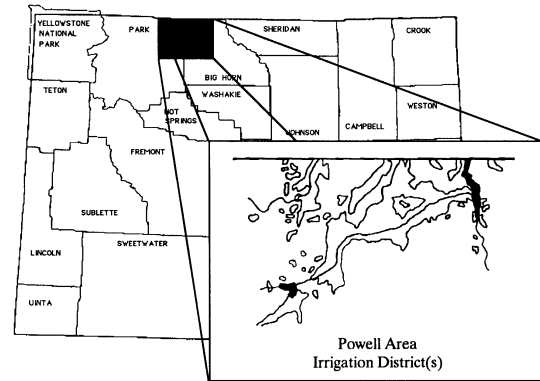 YELLOWSTONE
NATIONAL
PARK
PARK
SHERIDAN
CROOK
BIG HORN
TETON
WASHAKIE
HOT
SPRINGS
WESTON
JOHNSON
CAMPBELL
FREMONT
SUBLETTE
SWEETWATER
LINCOLN
UINTA
Powell Area
Irrigation District(s)